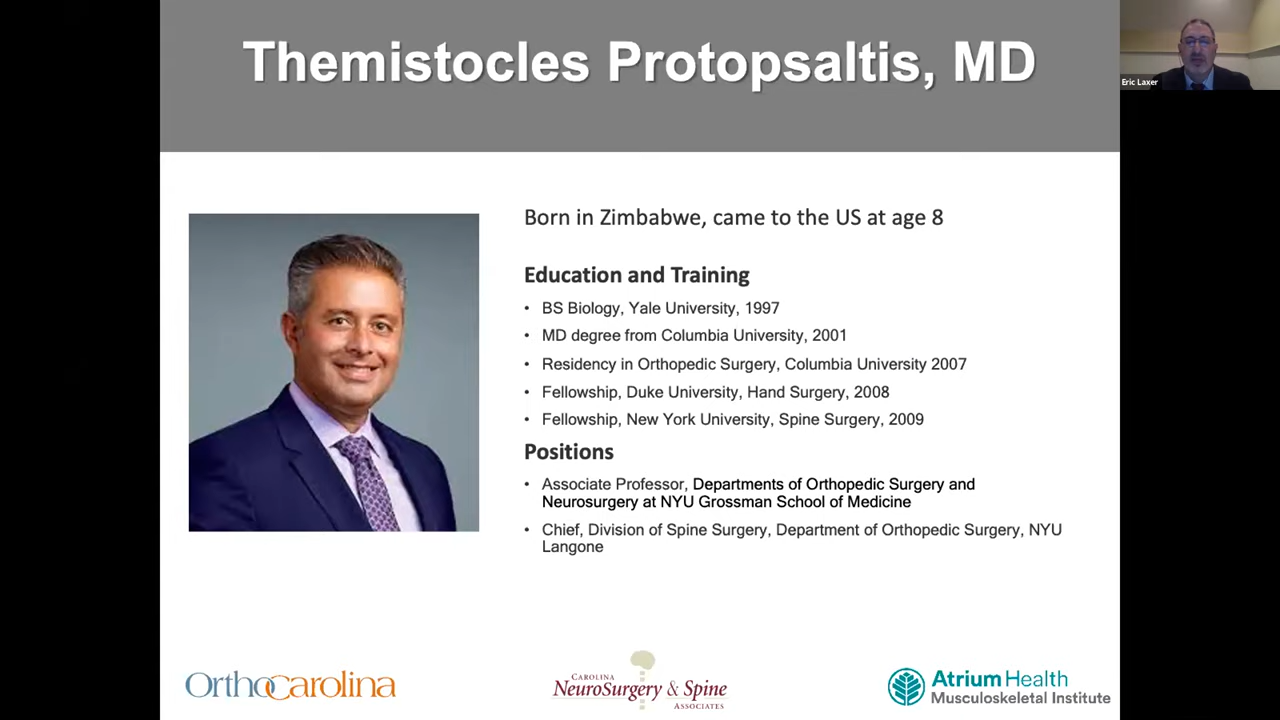 Themistocles Protopsaltis, MD
Eric Laxer
Born in Zimbabwe, came to the US at age 8
Education and Training
• BS Biology, Yale University, 1997
• MD degree from Columbia University, 2001
• Residency in Orthopedic Surgery, Columbia University 2007
• Fellowship, Duke University, Hand Surgery, 2008
• Fellowship, New York University, Spine Surgery, 2009
Positions
• Associate Professor, Departments of Orthopedic Surgery and
Neurosurgery at NYU Grossman School of Medicine
• Chief, Division of Spine Surgery, Department of Orthopedic Surgery, NYU
Langone
OrthoCarolina
CAROLINA
NEUROSURGERY & SPINE
ASSOCIATES
Atrium Health
Musculoskeletal Institute